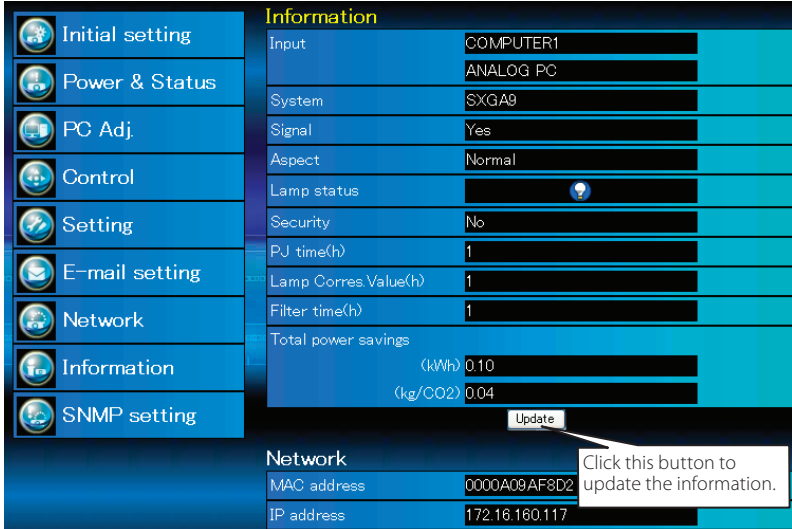 Initial setting
Power & Status
PC Adj.
Control
Setting
E-mail setting
Network
Information
SNMP setting
Information
Input COMPUTER1
ANALOG PC
System SXGA9
Signal Yes
Aspect Normal
Lamp status
Security No
PJ time(h) 1
Lamp Corres.Value(h) 1
Filter time(h) 1
Total power savings
(kWh) 0.10
(kg/CO2) 0.04
Update
Click this button to
update the information.
Network
MAC address 0000A09AF8D2
IP address 172.16.160.117